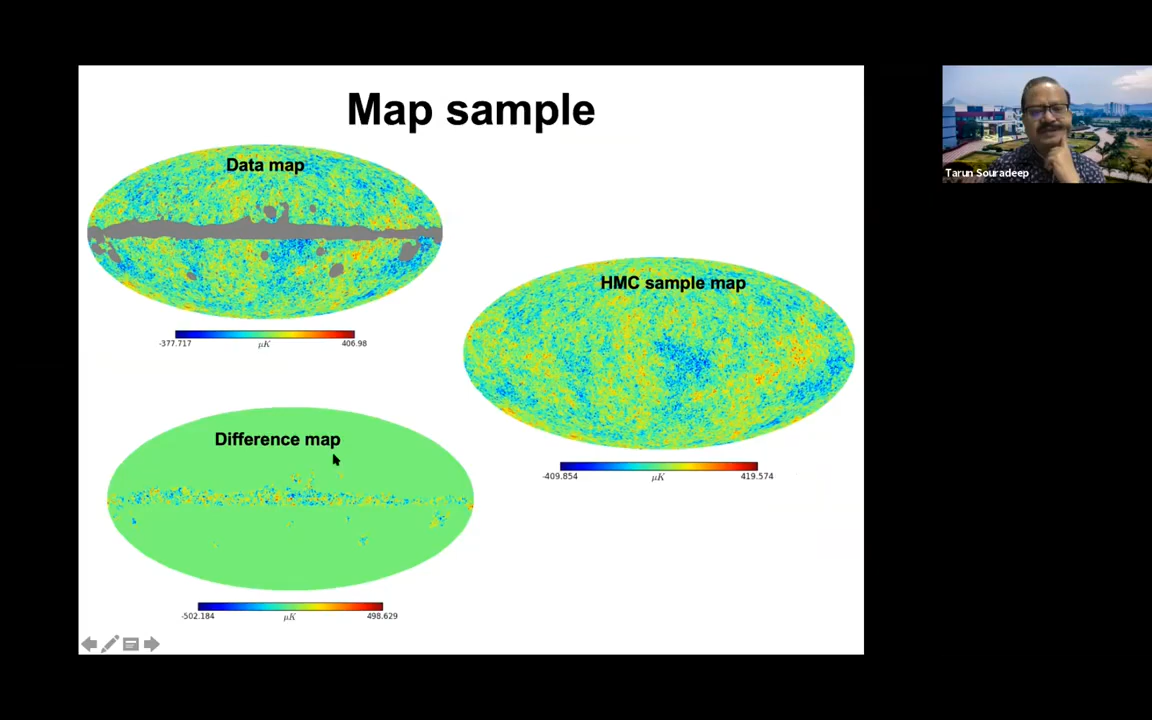 Map sample
Data map
-377.717 μK 406.98
HMC sample map
-409.854 μK 419.574
Difference map
-502.184 μK 498.629
Tarun Souradeep